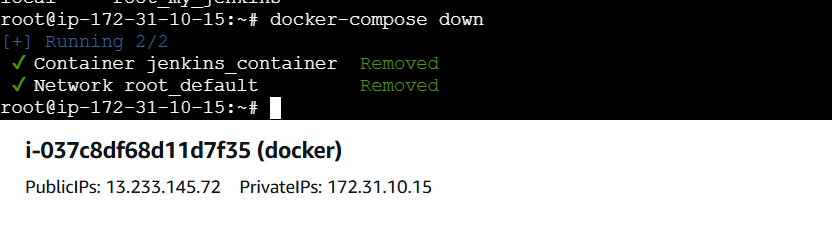 local     root_my_jenkins
root@ip-172-31-10-15:~# docker-compose down
[+] Running 2/2
✓ Container jenkins_container  Removed
✓ Network root_default         Removed
root@ip-172-31-10-15:~#
i-037c8df68d11d7f35 (docker)
PublicIPs: 13.233.145.72    PrivateIPs: 172.31.10.15